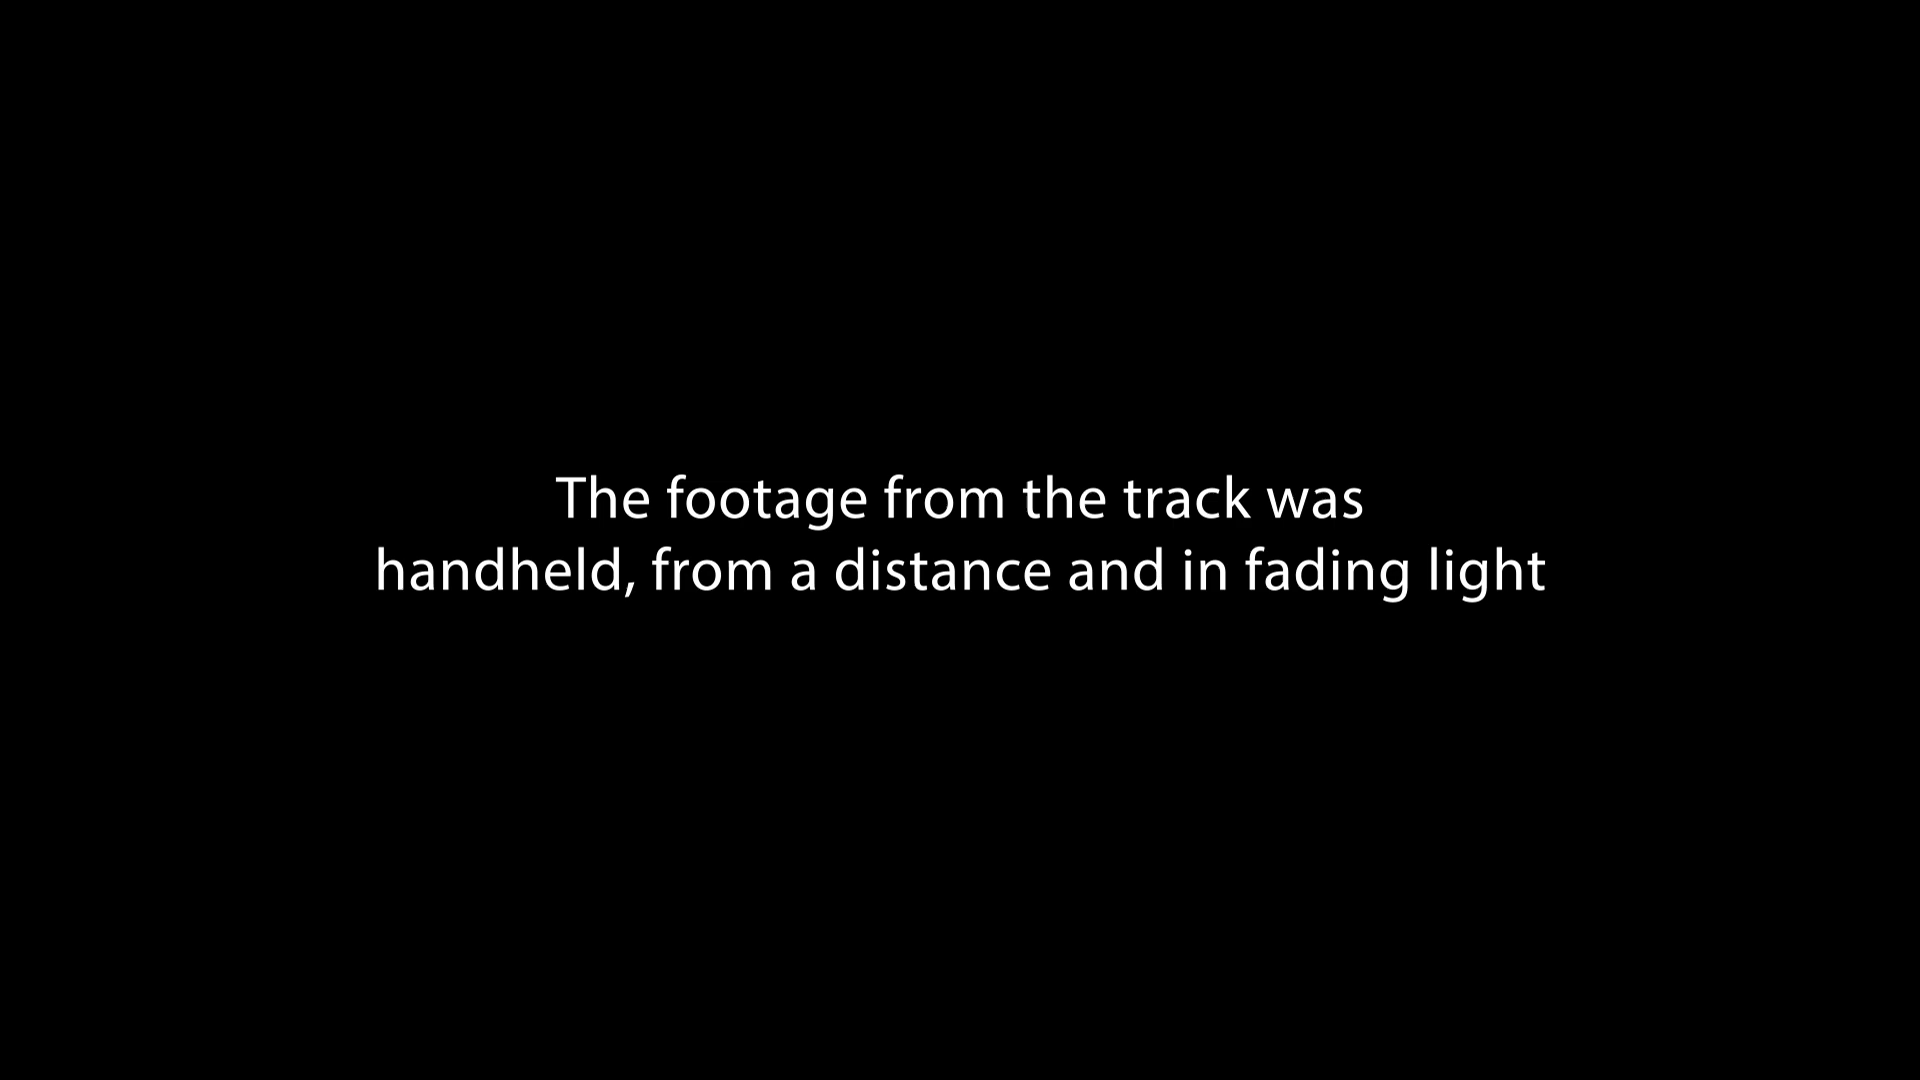 The footage from the track was
handheld, from a distance and in fading light